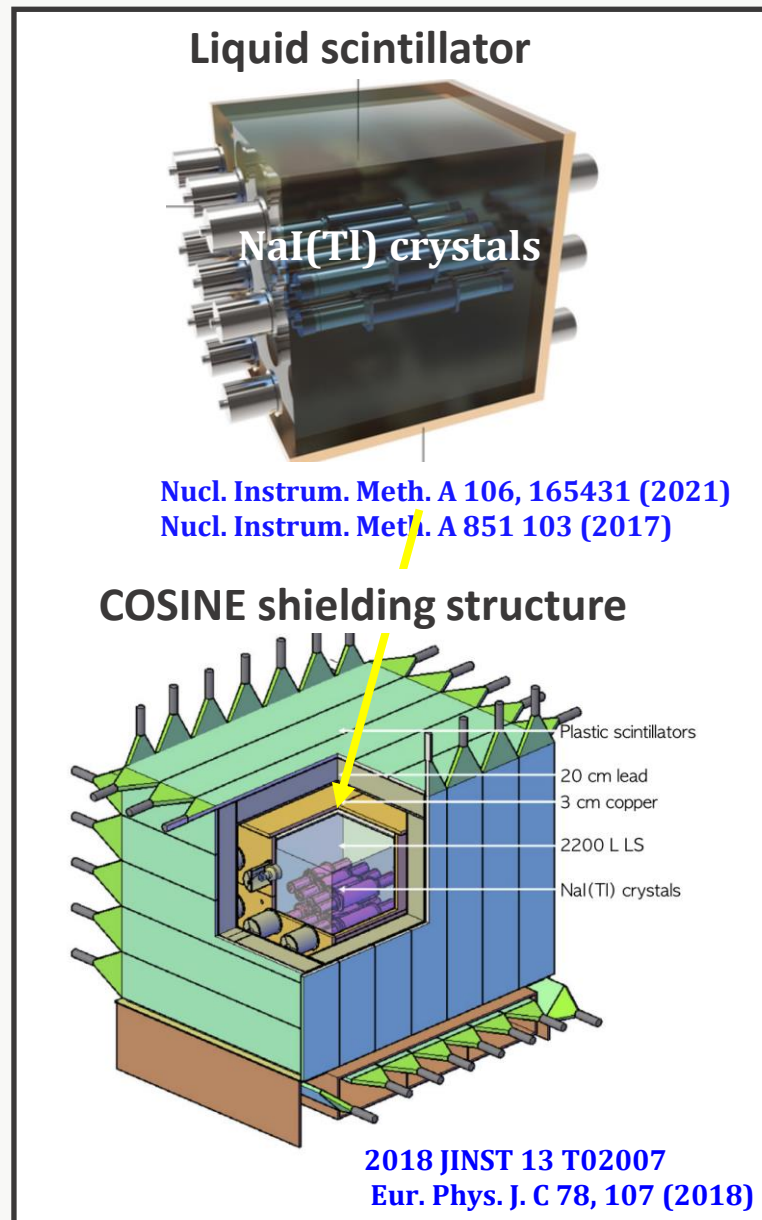 Liquid scintillator
NaI(Tl) crystals
Nucl. Instrum. Meth. A 106, 165431 (2021)
Nucl. Instrum. Meth. A 851 103 (2017)
COSINE shielding structure
Plastic scintillators
20 cm lead
3 cm copper
2200 L LS
NaI(Tl) crystals
2018 JINST 13 T02007
Eur. Phys. J. C 78, 107 (2018)